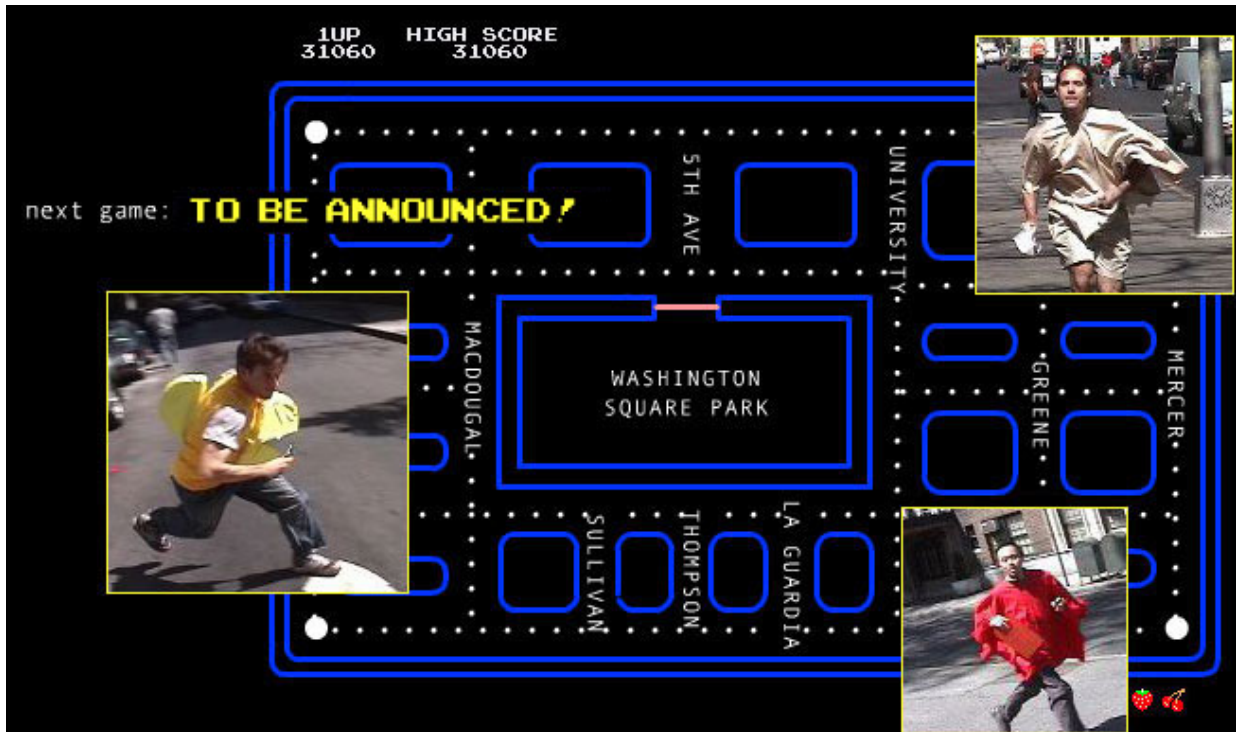 1UP HIGH SCORE
31060 31060
5TH AVE
UNIVERSITY
next game: TO BE ANNOUNCED!
MACDOUGAL
WASHINGTON
SQUARE PARK
GREENE
MERCER
SULLIVAN
THOMPSON
LA GUARDIA